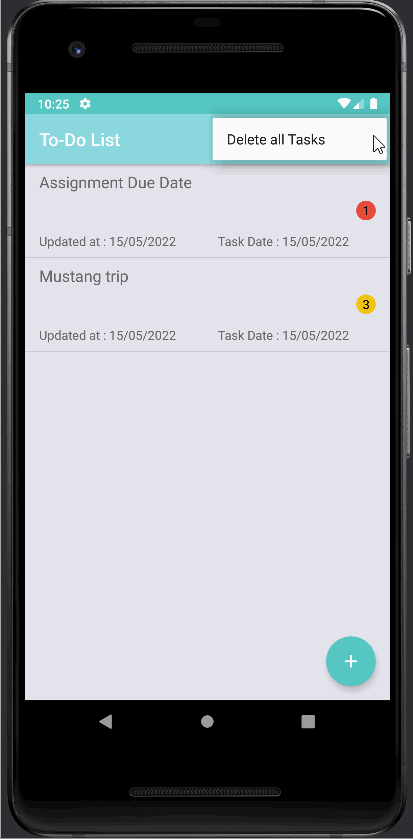 10:25
To-Do List
Delete all Tasks
Assignment Due Date
1
Updated at : 15/05/2022 Task Date : 15/05/2022
Mustang trip
3
Updated at : 15/05/2022 Task Date : 15/05/2022
+